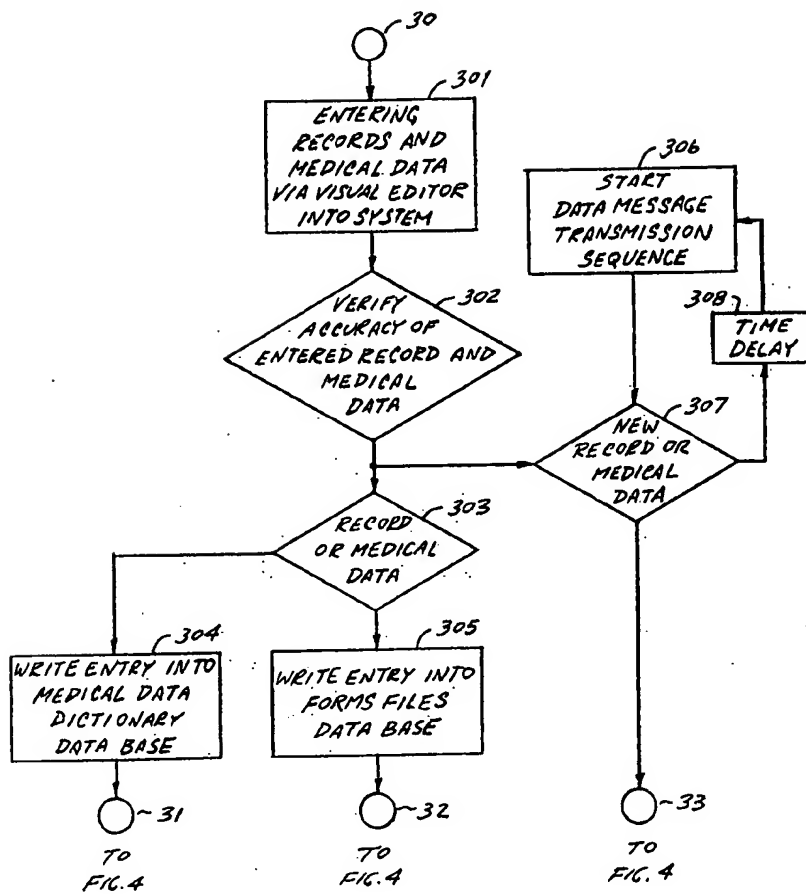 30
301
ENTERING
RECORDS AND
MEDICAL DATA
VIA VISUAL EDITOR
INTO SYSTEM
306
START
DATA MESSAGE
TRANSMISSION
SEQUENCE
302
VERIFY
ACCURACY OF
ENTERED RECORD AND
MEDICAL
DATA
308
TIME
DELAY
307
NEW
RECORD OR
MEDICAL
DATA
303
RECORD
OR MEDICAL
DATA
304
WRITE ENTRY INTO
MEDICAL DATA
DICTIONARY
DATA BASE
305
WRITE ENTRY INTO
FORMS FILES
DATA BASE
31
TO
FIG. 4
32
TO
FIG. 4
33
TO
FIG. 4